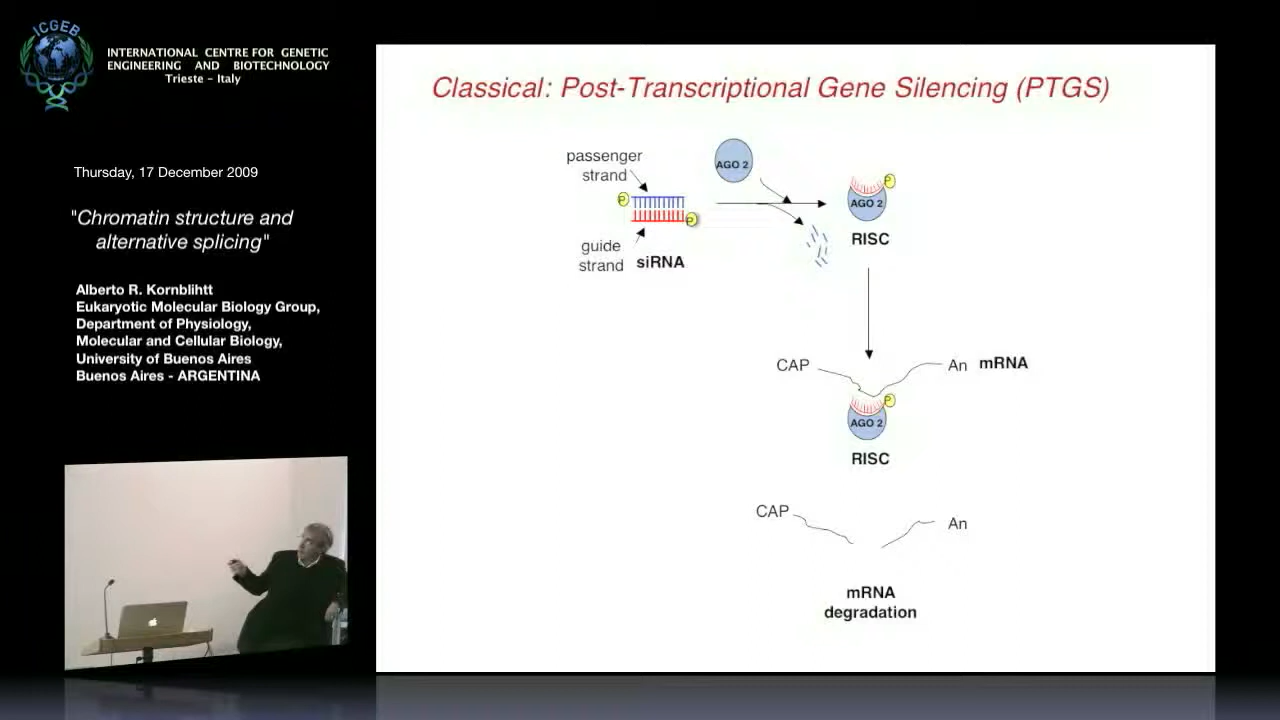 ICGEB
INTERNATIONAL CENTRE FOR GENETIC
ENGINEERING AND BIOTECHNOLOGY
Trieste - Italy
Thursday, 17 December 2009
"Chromatin structure and
alternative splicing"
Alberto R. Kornblihtt
Eukaryotic Molecular Biology Group,
Department of Physiology,
Molecular and Cellular Biology,
University of Buenos Aires
Buenos Aires - ARGENTINA
Classical: Post-Transcriptional Gene Silencing (PTGS)
passenger
strand
P
P
guide
strand
siRNA
AGO 2
P
AGO 2
RISC
CAP
An mRNA
P
AGO 2
RISC
CAP
An
mRNA
degradation